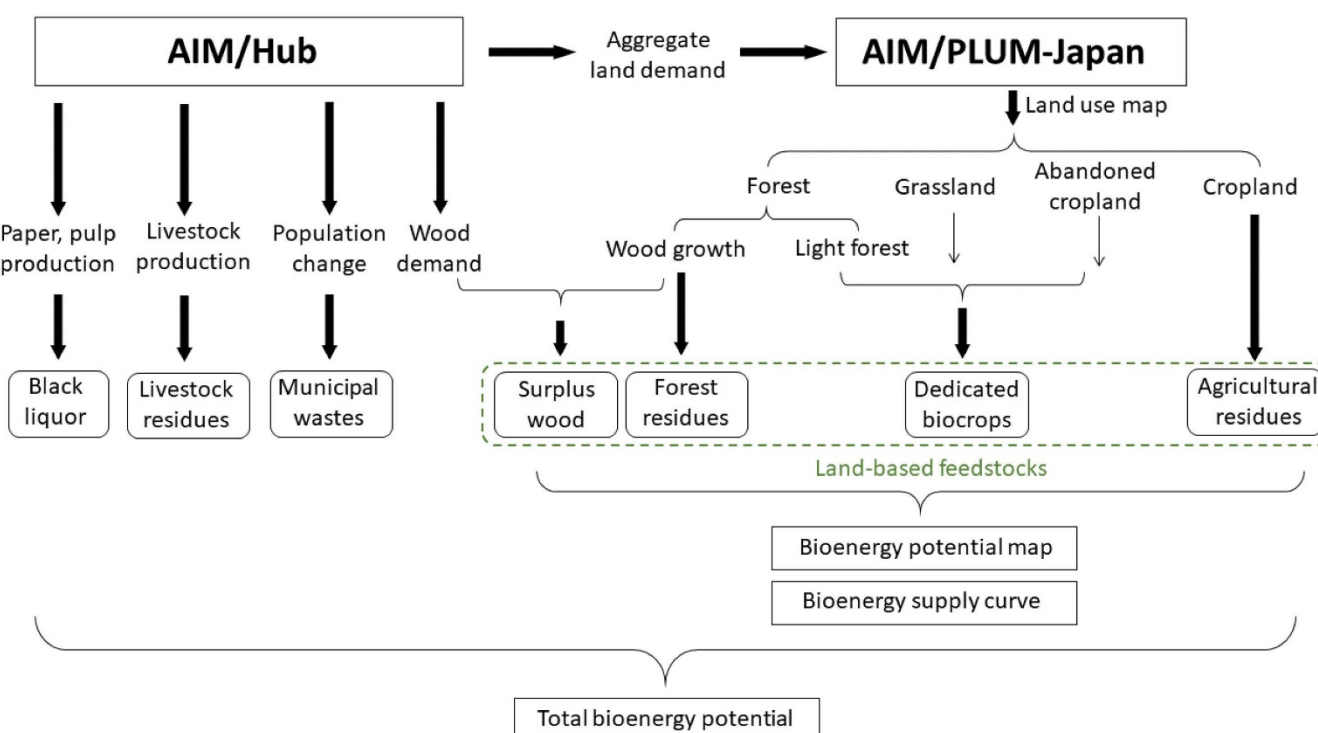 AIM/Hub
Aggregate
land demand
AIM/PLUM-Japan
Land use map
Forest
Grassland
Abandoned
cropland
Cropland
Paper, pulp
production
Livestock
production
Population
change
Wood
demand
Wood growth
Light forest
Black
liquor
Livestock
residues
Municipal
wastes
Surplus
wood
Forest
residues
Dedicated
biocrops
Agricultural
residues
Land-based feedstocks
Bioenergy potential map
Bioenergy supply curve
Total bioenergy potential